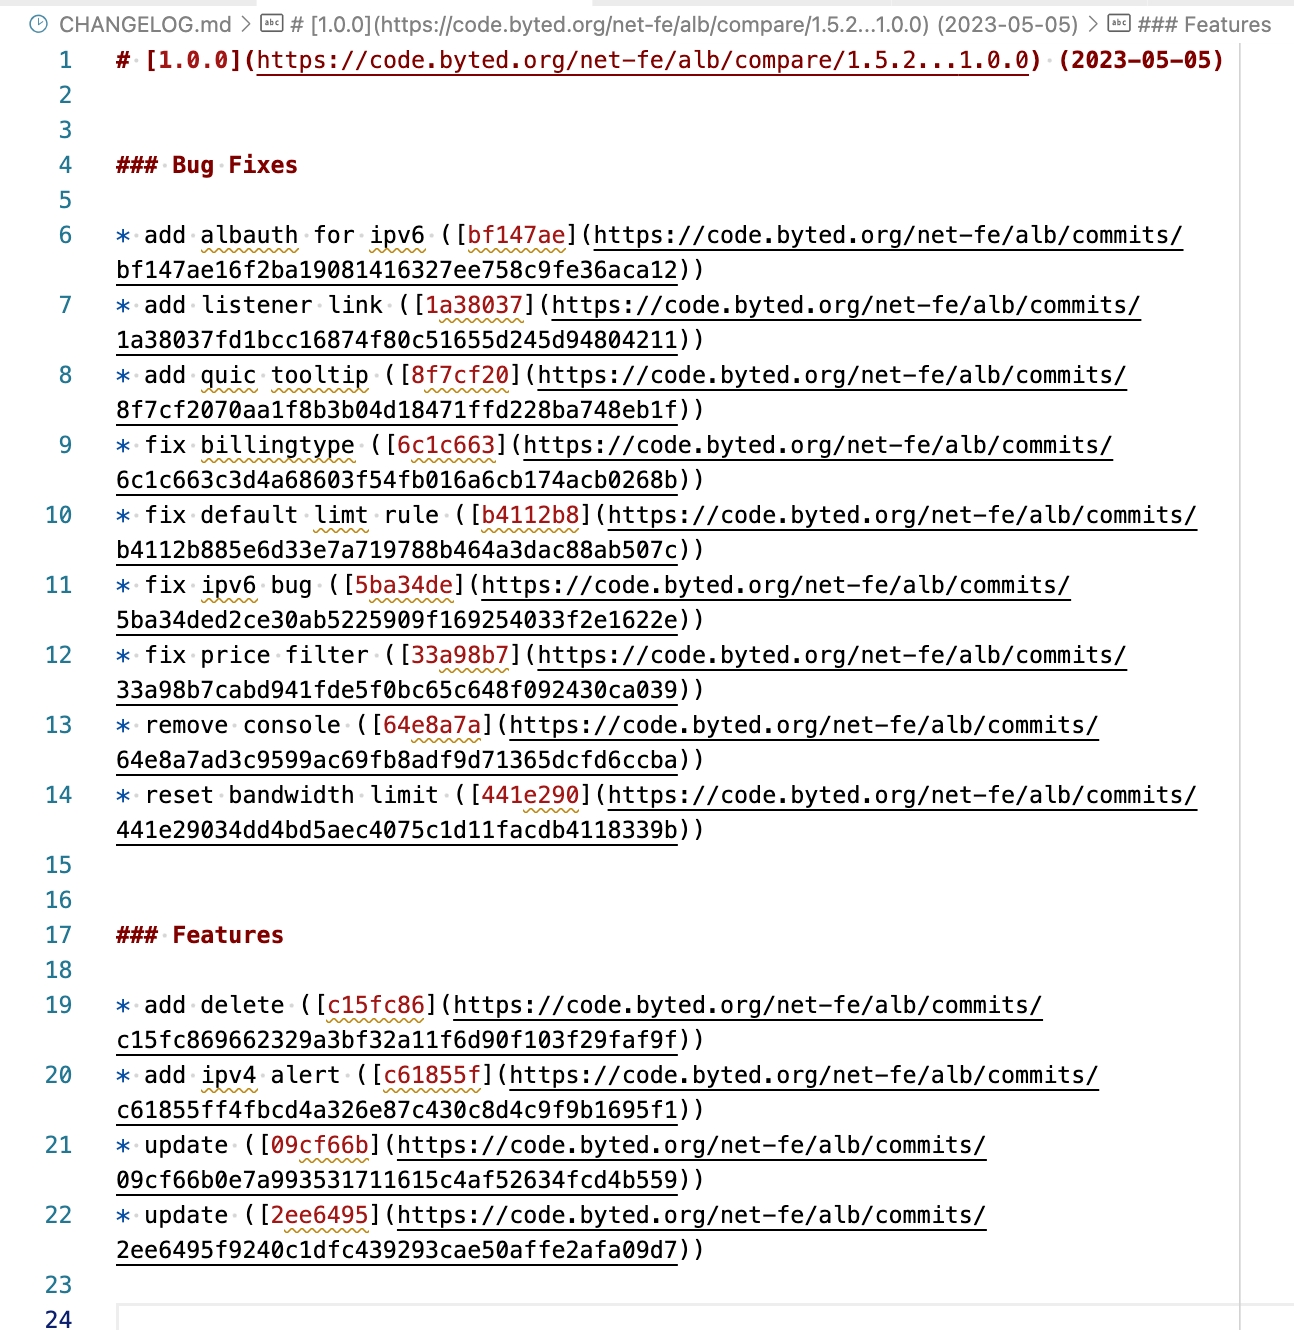 CHANGELOG.md > # [1.0.0](https://code.byted.org/net-fe/alb/compare/1.5.2...1.0.0) (2023-05-05) > ### Features
1 # [1.0.0](https://code.byted.org/net-fe/alb/compare/1.5.2...1.0.0) (2023-05-05)
2
3
4 ### Bug Fixes
5
6 * add albauth for ipv6 ([bf147ae](https://code.byted.org/net-fe/alb/commits/
bf147ae16f2ba19081416327ee758c9fe36aca12))
7 * add listener link ([1a38037](https://code.byted.org/net-fe/alb/commits/
1a38037fd1bcc16874f80c51655d245d94804211))
8 * add quic tooltip ([8f7cf20](https://code.byted.org/net-fe/alb/commits/
8f7cf2070aa1f8b3b04d18471ffd228ba748eb1f))
9 * fix billingtype ([6c1c663](https://code.byted.org/net-fe/alb/commits/
6c1c663c3d4a68603f54fb016a6cb174acb0268b))
10 * fix default limt rule ([b4112b8](https://code.byted.org/net-fe/alb/commits/
b4112b885e6d33e7a719788b464a3dac88ab507c))
11 * fix ipv6 bug ([5ba34de](https://code.byted.org/net-fe/alb/commits/
5ba34ded2ce30ab5225909f169254033f2e1622e))
12 * fix price filter ([33a98b7](https://code.byted.org/net-fe/alb/commits/
33a98b7cabd941fde5f0bc65c648f092430ca039))
13 * remove console ([64e8a7a](https://code.byted.org/net-fe/alb/commits/
64e8a7ad3c9599ac69fb8adf9d71365dcfd6ccba))
14 * reset bandwidth limit ([441e290](https://code.byted.org/net-fe/alb/commits/
441e29034dd4bd5aec4075c1d11facdb4118339b))
15
16
17 ### Features
18
19 * add delete ([c15fc86](https://code.byted.org/net-fe/alb/commits/
c15fc869662329a3bf32a11f6d90f103f29faf9f))
20 * add ipv4 alert ([c61855f](https://code.byted.org/net-fe/alb/commits/
c61855ff4fbcd4a326e87c430c8d4c9f9b1695f1))
21 * update ([09cf66b](https://code.byted.org/net-fe/alb/commits/
09cf66b0e7a993531711615c4af52634fcd4b559))
22 * update ([2ee6495](https://code.byted.org/net-fe/alb/commits/
2ee6495f9240c1dfc439293cae50affe2afa09d7))
23
24